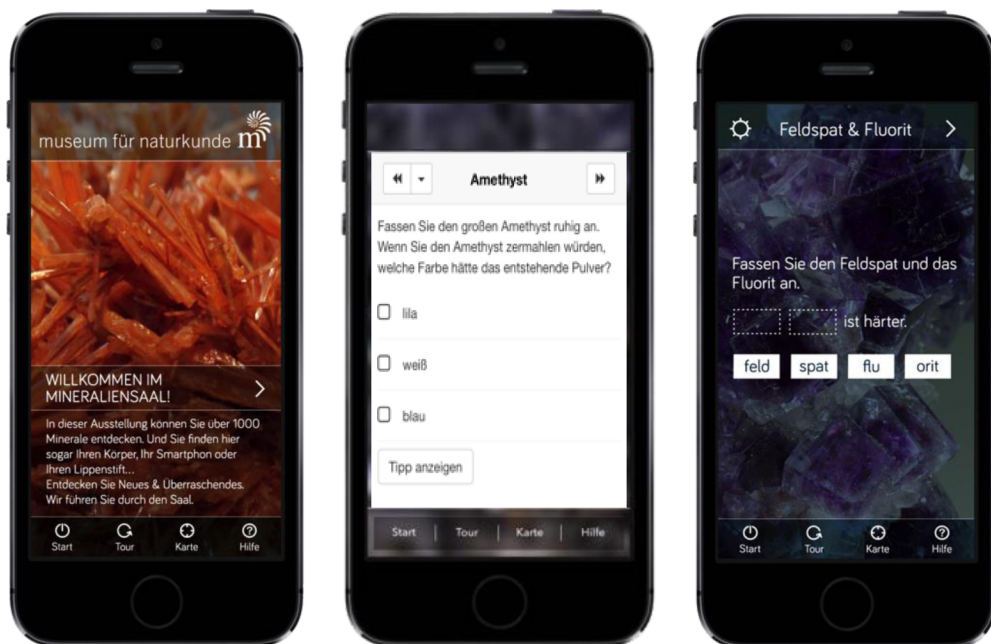 museum für naturkunde m
WILLKOMMEN IM
MINERALIENSAAL!
In dieser Ausstellung können Sie über 1000
Minerale entdecken. Und Sie finden hier
sogar Ihren Körper, Ihr Smartphon oder
Ihren Lippenstift...
Entdecken Sie Neues & Überraschendes.
Wir führen Sie durch den Saal.
Start Tour Karte Hilfe
Amethyst
Fassen Sie den großen Amethyst ruhig an.
Wenn Sie den Amethyst zermahlen würden,
welche Farbe hätte das entstehende Pulver?
lila
weiß
blau
Tipp anzeigen
Start | Tour | Karte | Hilfe
Feldspat & Fluorit
Fassen Sie den Feldspat und das
Fluorit an.
ist härter.
feld spat flu orit
Start Tour Karte Hilfe